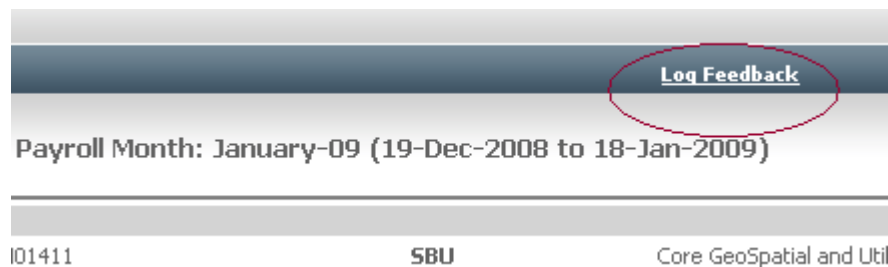 Log Feedback
Payroll Month: January-09 (19-Dec-2008 to 18-Jan-2009)
01411 SBU Core GeoSpatial and Util